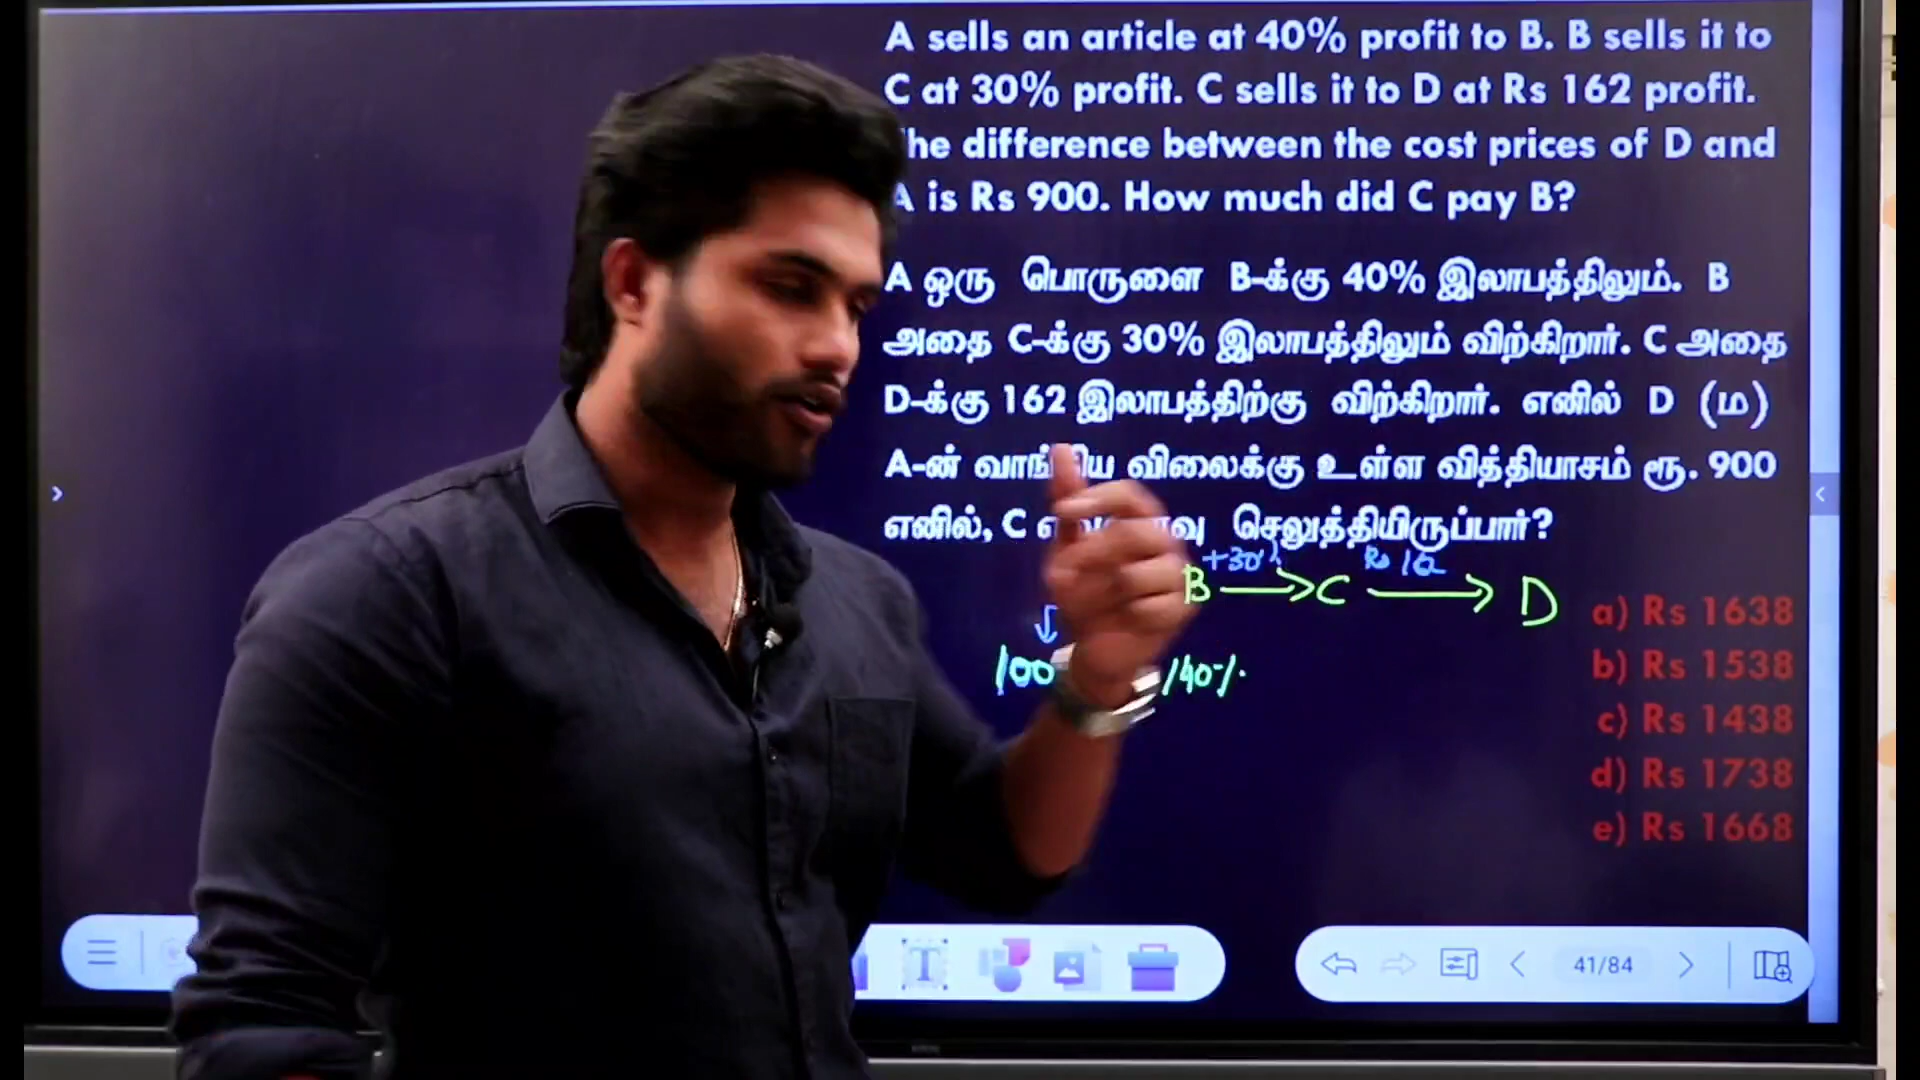 A sells an article at 40% profit to B. B sells it to
C at 30% profit. C sells it to D at Rs 162 profit.
he difference between the cost prices of D and
A is Rs 900. How much did C pay B?
A ஒரு பொருளை B-க்கு 40% இலாபத்திலும். B
அதை C-க்கு 30% இலாபத்திலும் விற்கிறார். C அதை
D-க்கு 162 இலாபத்திற்கு விற்கிறார். எனில் D (ம)
A-ன் விலைக்கு உள்ள வித்தியாசம் ரூ. 900
எனில், C செலுத்தியிருப்பார்?
+30% Rs
B → C → D
100 140%
a) Rs 1638
b) Rs 1538
c) Rs 1438
d) Rs 1738
e) Rs 1668
T
41/84